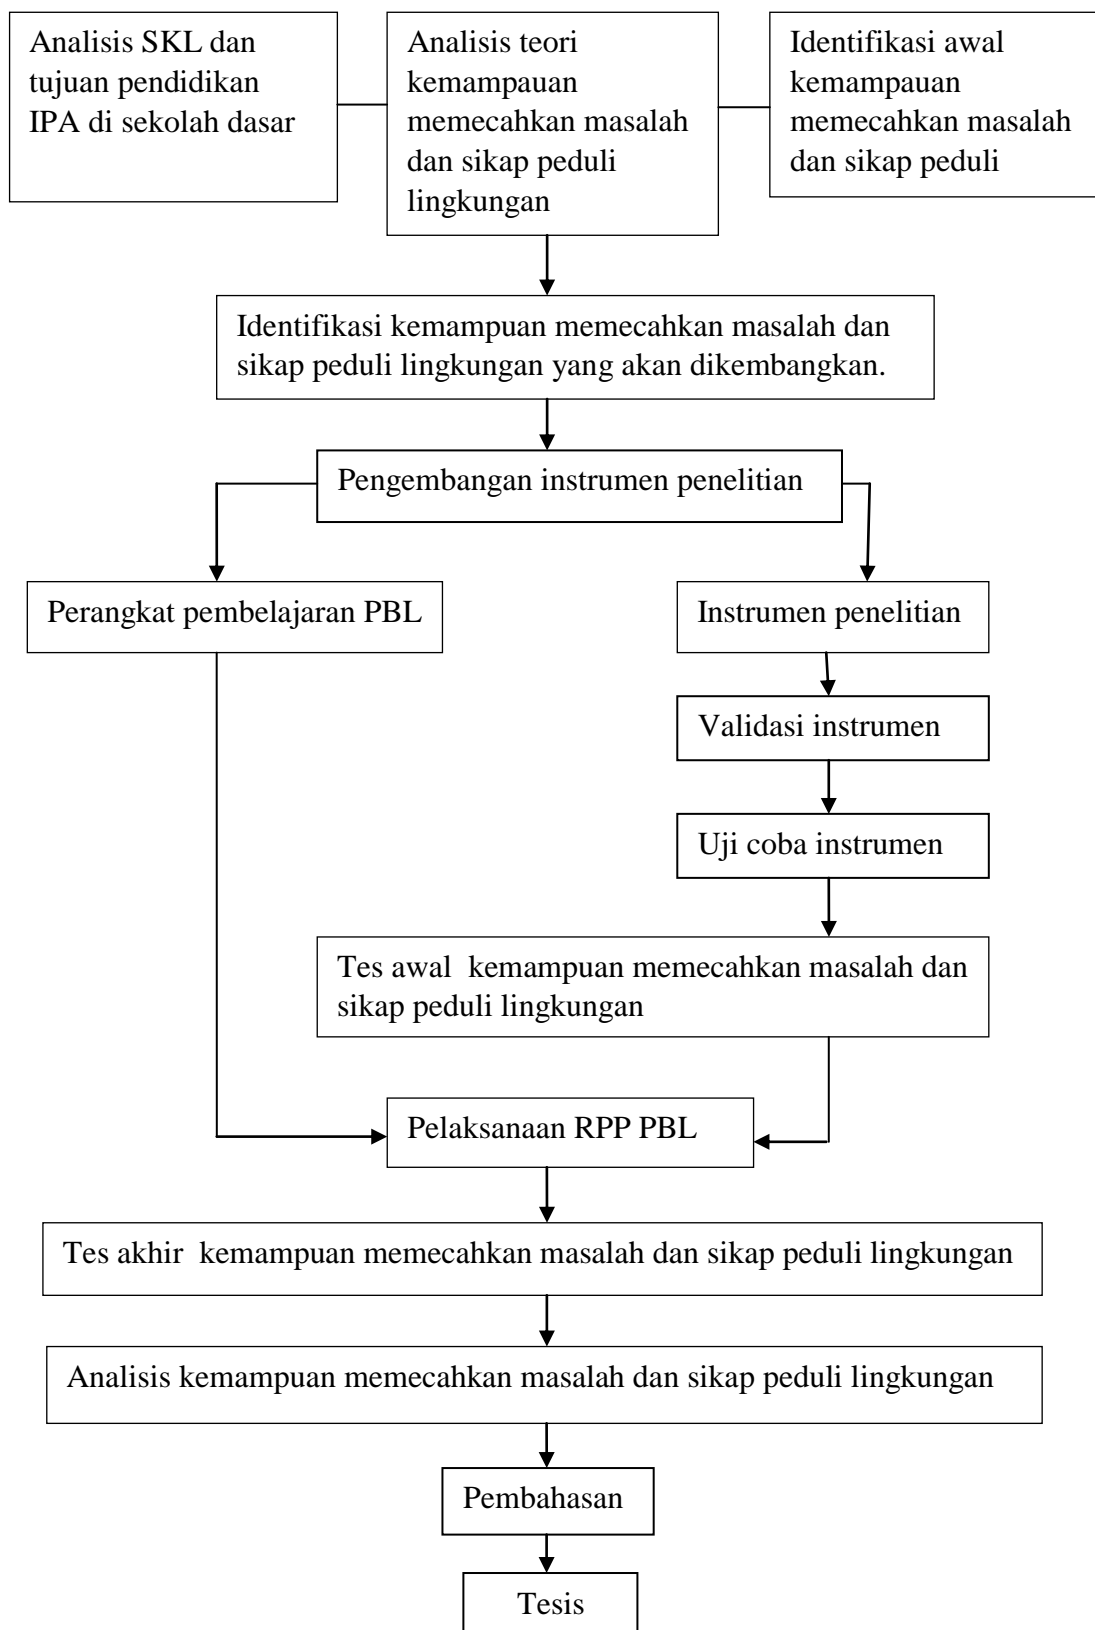 Analisis SKL dan
tujuan pendidikan
IPA di sekolah dasar
Analisis teori
kemampauan
memecahkan masalah
dan sikap peduli
lingkungan
Identifikasi awal
kemampauan
memecahkan masalah
dan sikap peduli
Identifikasi kemampuan memecahkan masalah dan
sikap peduli lingkungan yang akan dikembangkan.
Pengembangan instrumen penelitian
Perangkat pembelajaran PBL
Instrumen penelitian
Validasi instrumen
Uji coba instrumen
Tes awal  kemampuan memecahkan masalah dan
sikap peduli lingkungan
Pelaksanaan RPP PBL
Tes akhir  kemampuan memecahkan masalah dan sikap peduli lingkungan
Analisis kemampuan memecahkan masalah dan sikap peduli lingkungan
Pembahasan
Tesis